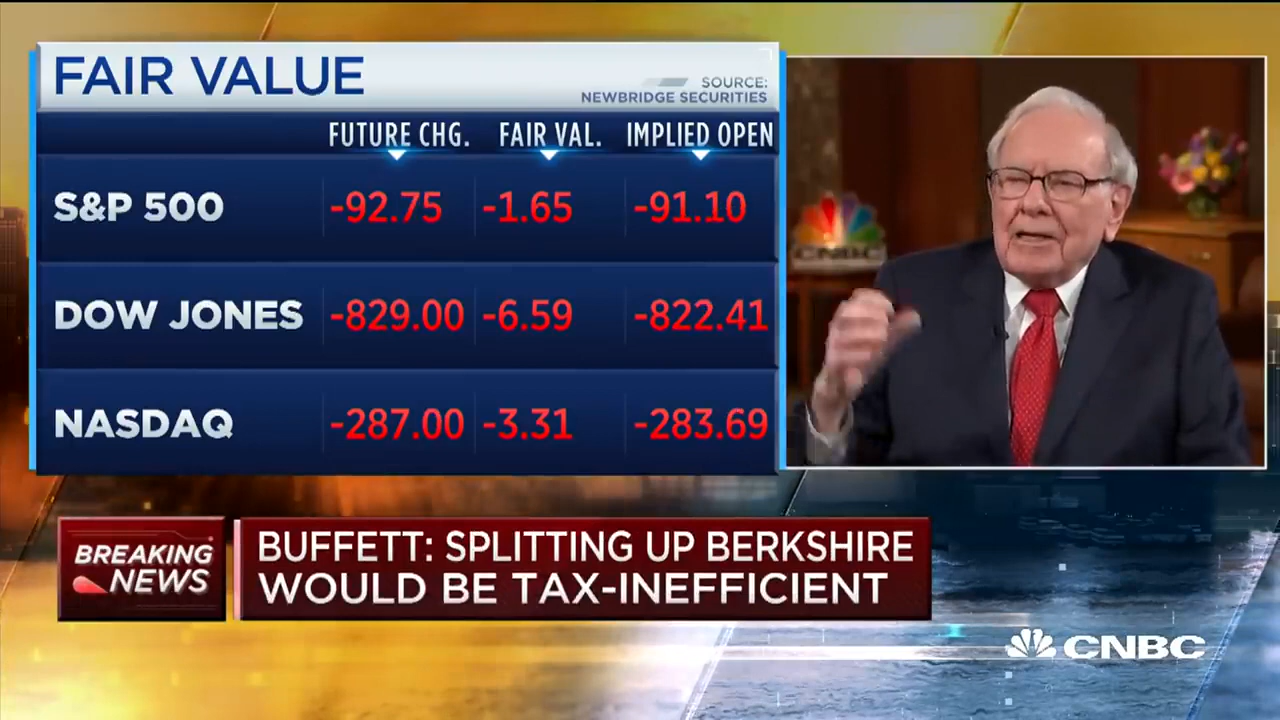 FAIR VALUE
SOURCE:
NEWBRIDGE SECURITIES
FUTURE CHG. FAIR VAL. IMPLIED OPEN
S&P 500 -92.75 -1.65 -91.10
DOW JONES -829.00 -6.59 -822.41
NASDAQ -287.00 -3.31 -283.69
CNBC
BREAKING
NEWS
BUFFETT: SPLITTING UP BERKSHIRE
WOULD BE TAX-INEFFICIENT
CNBC